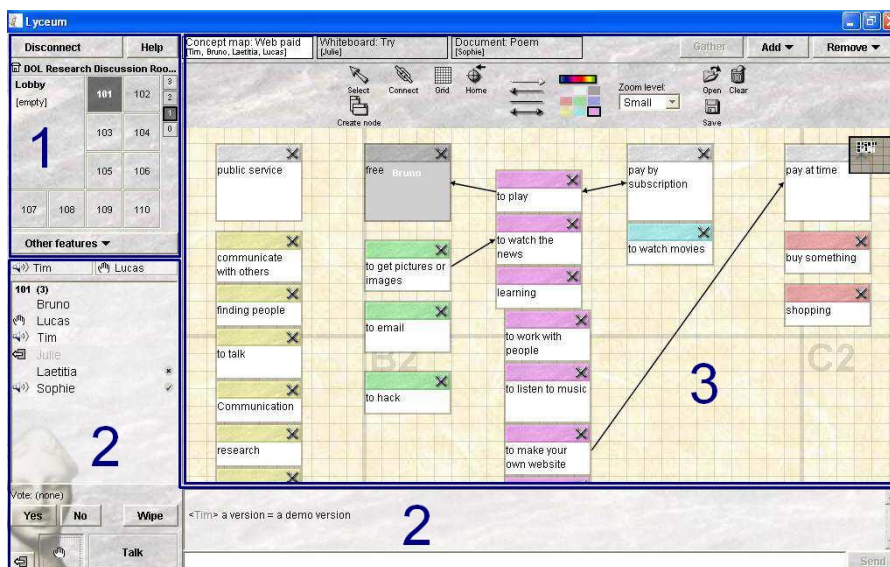 Lyceum
Disconnect
Help
DOL Research Discussion Roo...
Lobby
[empty]
101
102
103
104
105
106
107
108
109
110
3
2
1
0
1
Other features
Concept map: Web paid
[Tim, Bruno, Laetitia, Lucas]
Whiteboard: Try
[Julie]
Document: Poem
[Sophie]
Gather
Add
Remove
Select
Connect
Grid
Home
Create node
Zoom level:
Small
Open
Clear
Save
public service
free
Bruno
to play
pay by
subscription
pay at time
communicate
with others
to get pictures or
images
to watch the
news
to watch movies
buy something
finding people
learning
shopping
to email
to work with
people
to talk
B2
C2
to hack
to listen to music
3
Communication
research
to make your
own website
Tim
Lucas
101 (3)
Bruno
Lucas
Tim
Julie
Laetitia
Sophie
2
Vote: (none)
Yes
No
Wipe
Talk
<Tim> a version = a demo version
2
Send